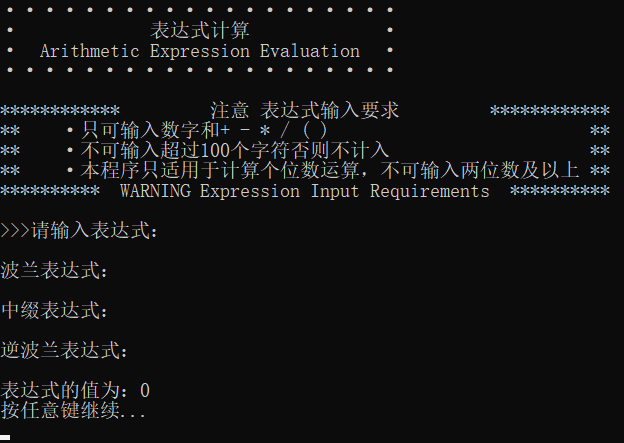 表达式计算
Arithmetic Expression Evaluation
************ 注意 表达式输入要求 ************
** ·只可输入数字和+ - * / ( ) **
** ·不可输入超过100个字符否则不计入 **
** ·本程序只适用于计算个位数运算，不可输入两位数及以上 **
********** WARNING Expression Input Requirements **********
>>>请输入表达式：
波兰表达式：
中缀表达式：
逆波兰表达式：
表达式的值为：0
按任意键继续...